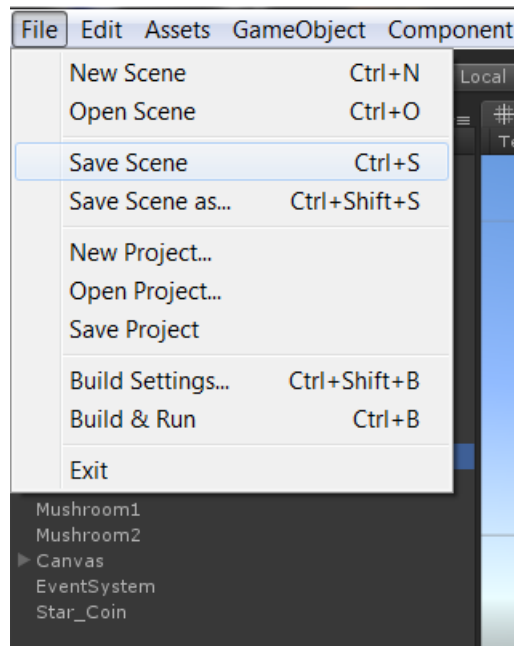 File Edit Assets GameObject Component
New Scene Ctrl+N
Local
Open Scene Ctrl+O
Save Scene Ctrl+S
Save Scene as... Ctrl+Shift+S
New Project...
Open Project...
Save Project
Build Settings... Ctrl+Shift+B
Build & Run Ctrl+B
Exit
Mushroom1
Mushroom2
Canvas
EventSystem
Star_Coin